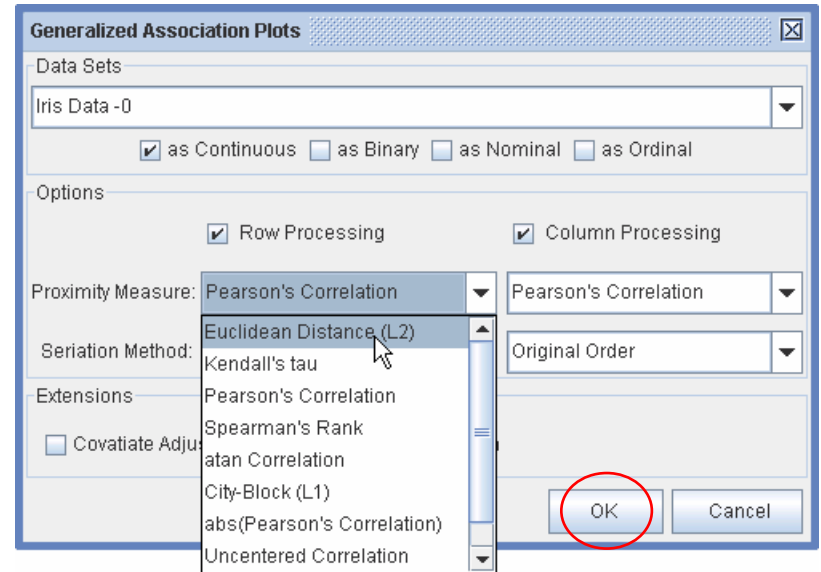 Generalized Association Plots
Data Sets
Iris Data -0
as Continuous as Binary as Nominal as Ordinal
Options
Row Processing Column Processing
Proximity Measure: Pearson's Correlation Pearson's Correlation
Euclidean Distance (L2)
Seriation Method: Original Order
Kendall's tau
Pearson's Correlation
Extensions
Spearman's Rank
Covatiate Adju
atan Correlation
City-Block (L1)
abs(Pearson's Correlation)
OK Cancel
Uncentered Correlation